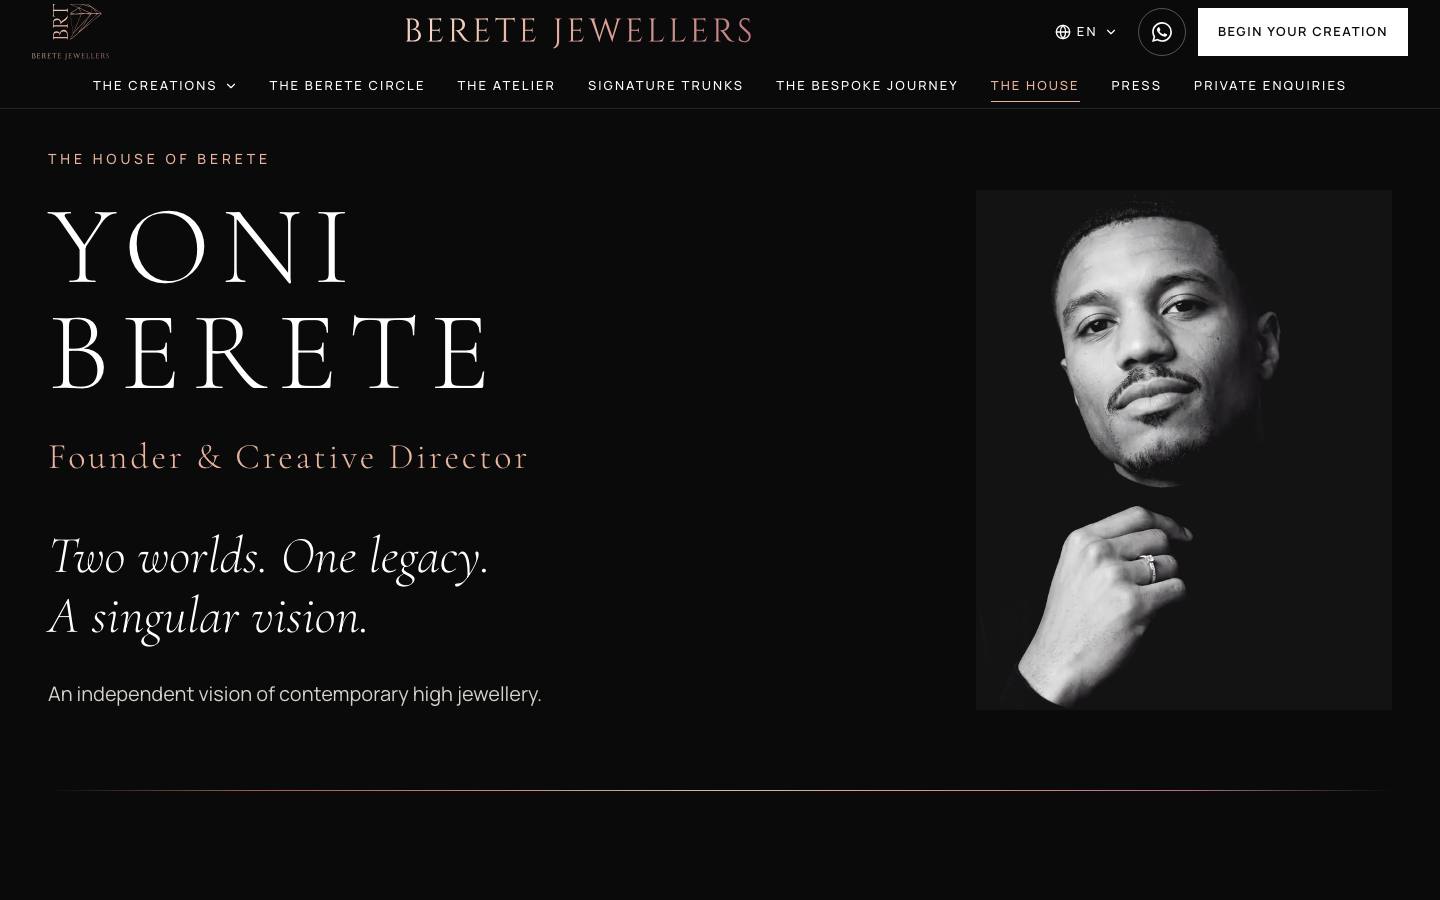 BRT
BERETE JEWELLERS
BERETE JEWELLERS
EN
BEGIN YOUR CREATION
THE CREATIONS
THE BERETE CIRCLE
THE ATELIER
SIGNATURE TRUNKS
THE BESPOKE JOURNEY
THE HOUSE
PRESS
PRIVATE ENQUIRIES
THE HOUSE OF BERETE
YONI
BERETE
Founder & Creative Director
Two worlds. One legacy.
A singular vision.
An independent vision of contemporary high jewellery.